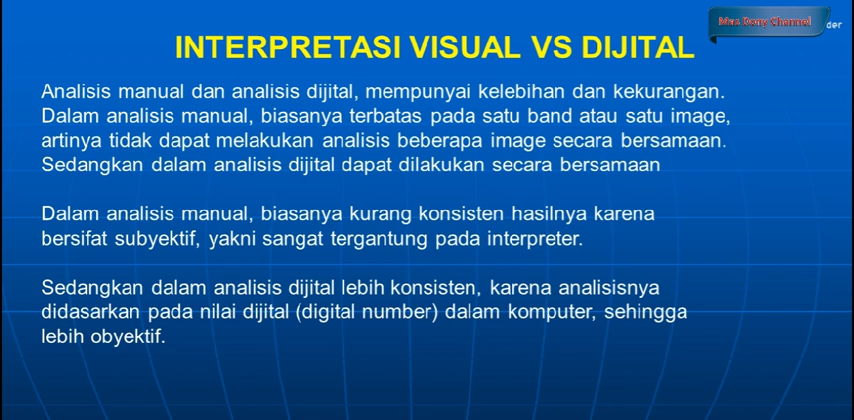 Mas Dony Channel
der
INTERPRETASI VISUAL VS DIJITAL
Analisis manual dan analisis dijital, mempunyai kelebihan dan kekurangan.
Dalam analisis manual, biasanya terbatas pada satu band atau satu image,
artinya tidak dapat melakukan analisis beberapa image secara bersamaan.
Sedangkan dalam analisis dijital dapat dilakukan secara bersamaan
Dalam analisis manual, biasanya kurang konsisten hasilnya karena
bersifat subyektif, yakni sangat tergantung pada interpreter.
Sedangkan dalam analisis dijital lebih konsisten, karena analisisnya
didasarkan pada nilai dijital (digital number) dalam komputer, sehingga
lebih obyektif.